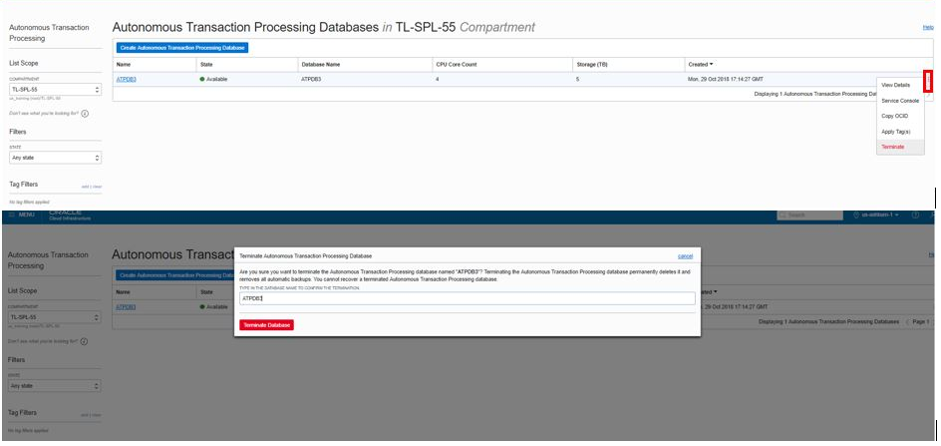 Autonomous Transaction
Processing
Autonomous Transaction Processing Databases in TL-SPL-55 Compartment
Help
Create Autonomous Transaction Processing Database
List Scope
Name State Database Name CPU Core Count Storage (TB) Created
COMPARTMENT
ATPDB3 Available ATPDB3 4 5 Mon, 29 Oct 2018 17:14:27 GMT
TL-SPL-55
Displaying 1 Autonomous Transaction Processing Dat
View Details
Service Console
Copy OCID
Apply Tag(s)
Terminate
Don't see what you're looking for?
Filters
STATE
Any state
Tag Filters add | clear
No tag filters applied
MENU ORACLE
Cloud Infrastructure
Search us-ashburn-1
Autonomous Transaction
Processing
Autonomous Transact
Create Autonomous Transaction Processing Data
List Scope
Name State
COMPARTMENT
ATPDB3 Available
TL-SPL-55
Terminate Autonomous Transaction Processing Database cancel
Are you sure you want to terminate the Autonomous Transaction Processing database named "ATPDB3"? Terminating the Autonomous Transaction Processing database permanently deletes it and
removes all automatic backups. You cannot recover a terminated Autonomous Transaction Processing database.
TYPE IN THE DATABASE NAME TO CONFIRM THE TERMINATION
ATPDB3
Terminate Database
ated
29 Oct 2018 17:14:27 GMT
Displaying 1 Autonomous Transaction Processing Databases Page 1
Don't see what you're looking for?
Filters
STATE
Any state
Tag Filters add | clear
No tag filters applied